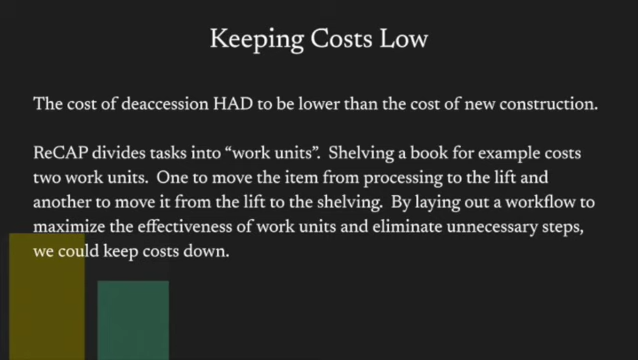 Keeping Costs Low
The cost of deaccession HAD to be lower than the cost of new construction.
ReCAP divides tasks into “work units”. Shelving a book for example costs
two work units. One to move the item from processing to the lift and
another to move it from the lift to the shelving. By laying out a workflow to
maximize the effectiveness of work units and eliminate unnecessary steps,
we could keep costs down.